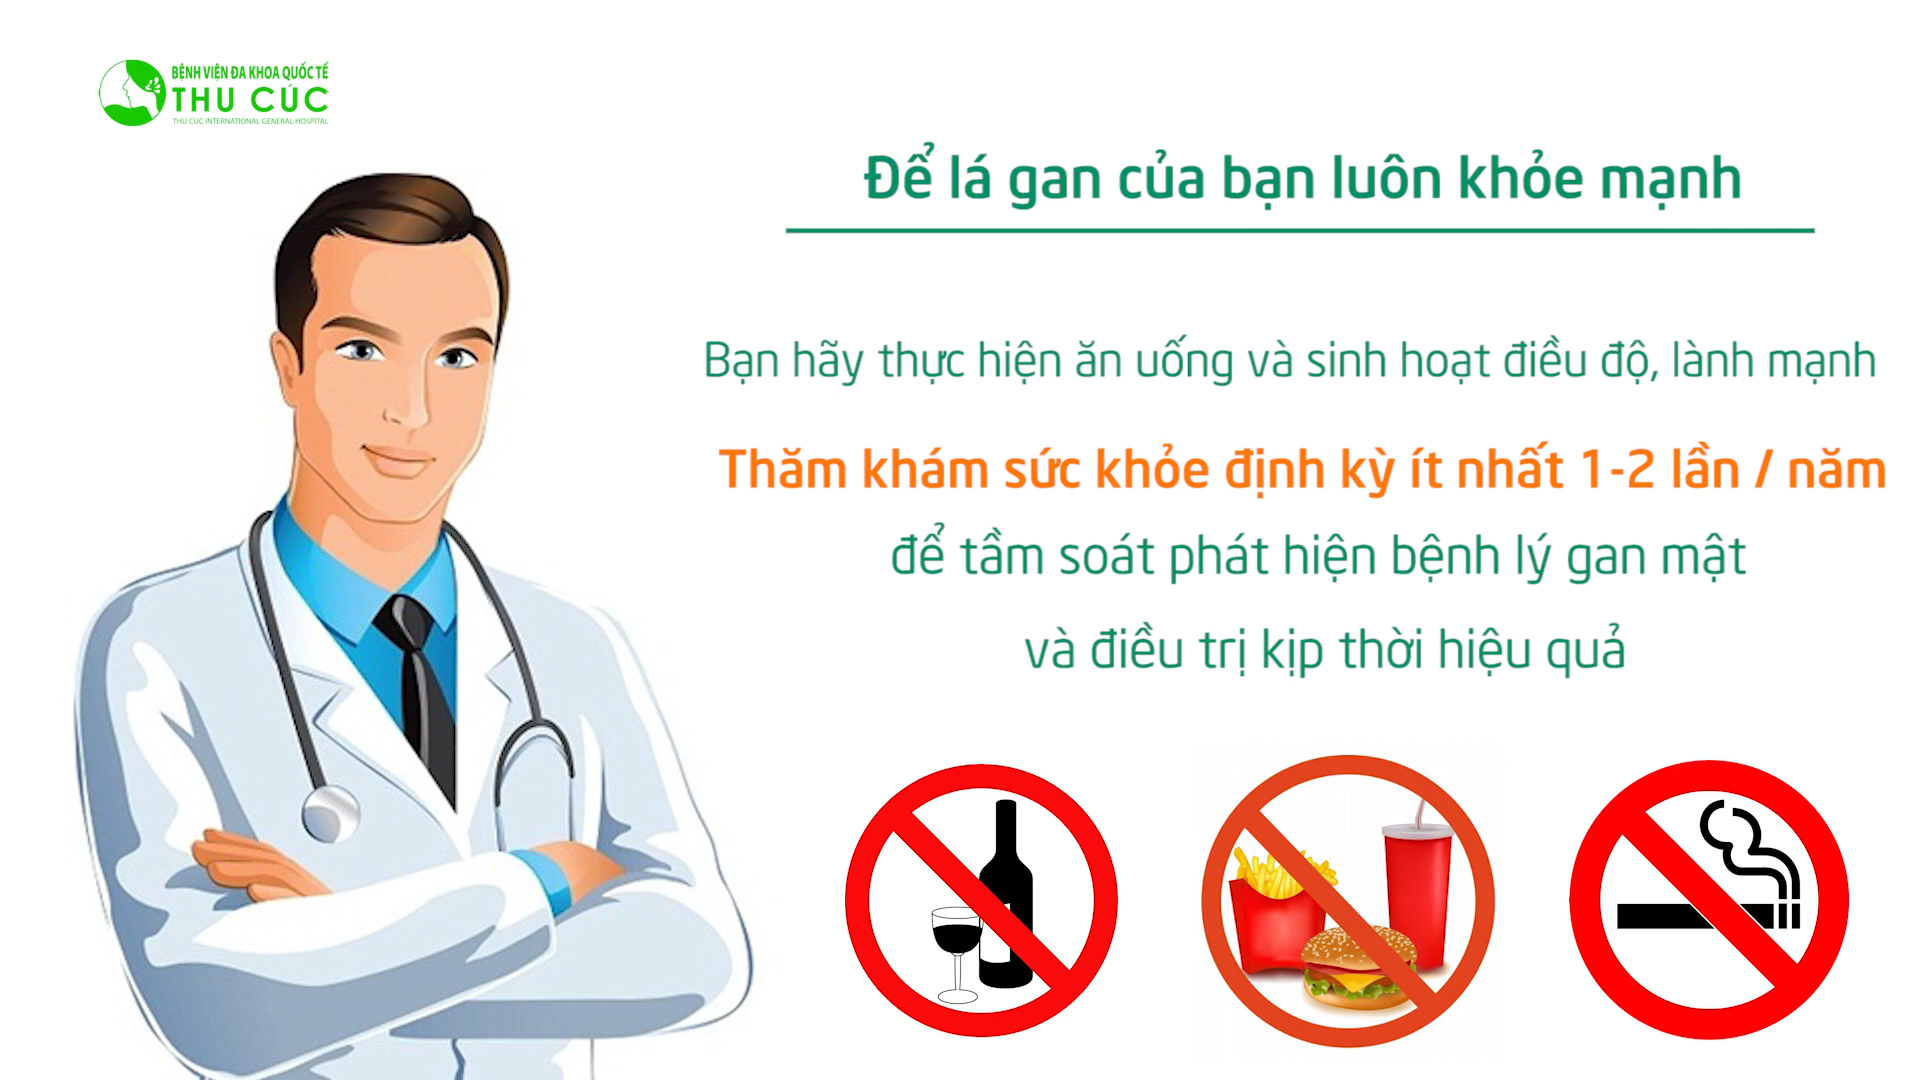 BỆNH VIỆN ĐA KHOA QUỐC TẾ
THU CÚC
THU CUC INTERNATIONAL GENERAL HOSPITAL
Để lá gan của bạn luôn khỏe mạnh
Bạn hãy thực hiện ăn uống và sinh hoạt điều độ, lành mạnh
Thăm khám sức khỏe định kỳ ít nhất 1-2 lần / năm
để tầm soát phát hiện bệnh lý gan mật
và điều trị kịp thời hiệu quả